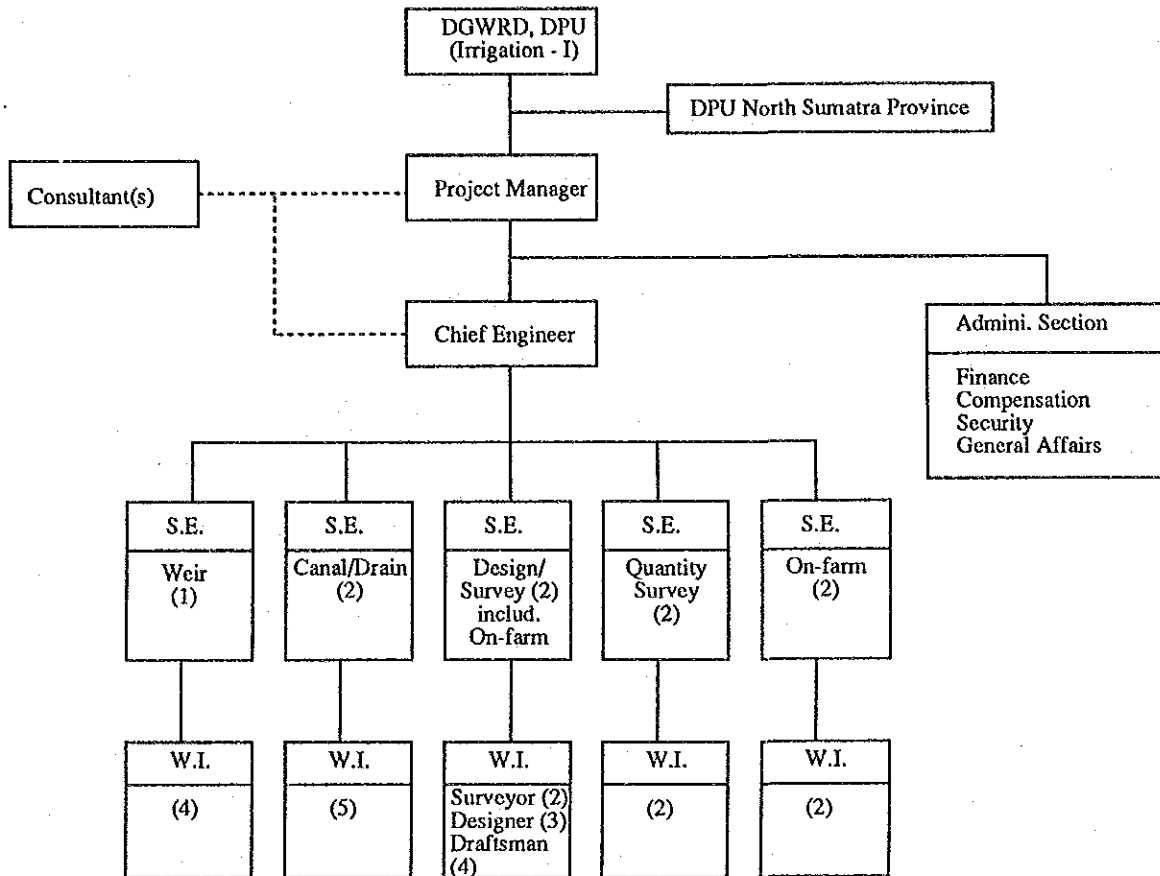 DGWRD, DPU
(Irrigation - I)
DPU North Sumatra Province
Consultant(s)
Project Manager
Chief Engineer
Admini. Section
Finance
Compensation
Security
General Affairs
S.E.
Weir
(1)
S.E.
Canal/Drain
(2)
S.E.
Design/
Survey (2)
includ.
On-farm
S.E.
Quantity
Survey
(2)
S.E.
On-farm
(2)
W.I.
(4)
W.I.
(5)
W.I.
Surveyor (2)
Designer (3)
Draftsman
(4)
W.I.
(2)
W.I.
(2)